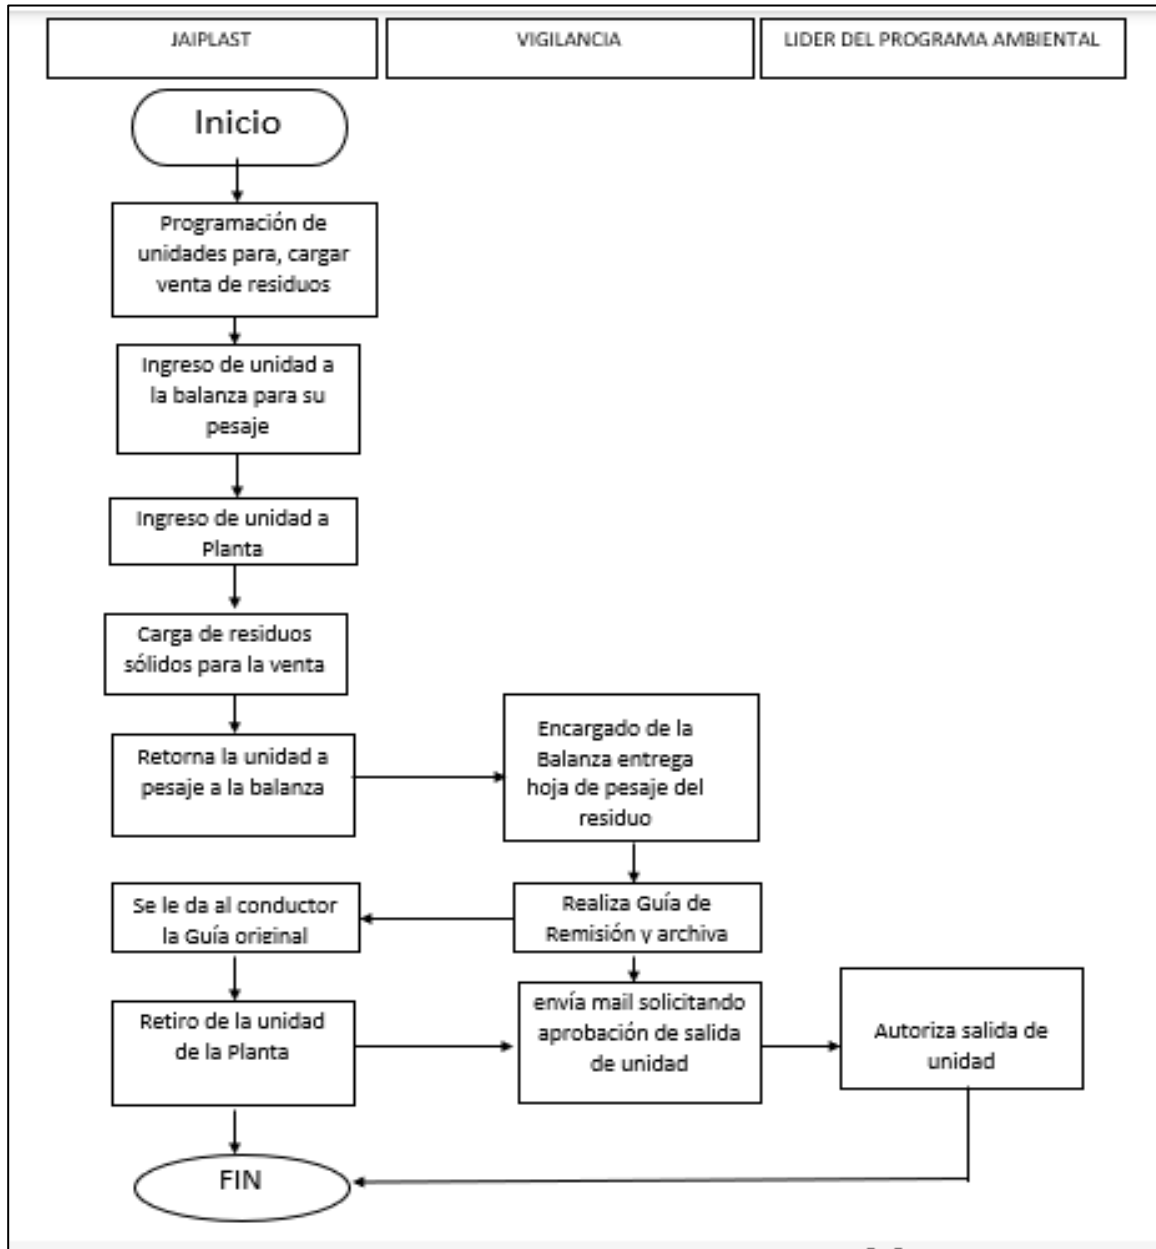 JAIPLAST
VIGILANCIA
LIDER DEL PROGRAMA AMBIENTAL
Inicio
Programación de
unidades para, cargar
venta de residuos
Ingreso de unidad a
la balanza para su
pesaje
Ingreso de unidad a
Planta
Carga de residuos
sólidos para la venta
Retorna la unidad a
pesaje a la balanza
Encargado de la
Balanza entrega
hoja de pesaje del
residuo
Se le da al conductor
la Guía original
Realiza Guía de
Remisión y archiva
Retiro de la unidad
de la Planta
envía mail solicitando
aprobación de salida
de unidad
Autoriza salida de
unidad
FIN